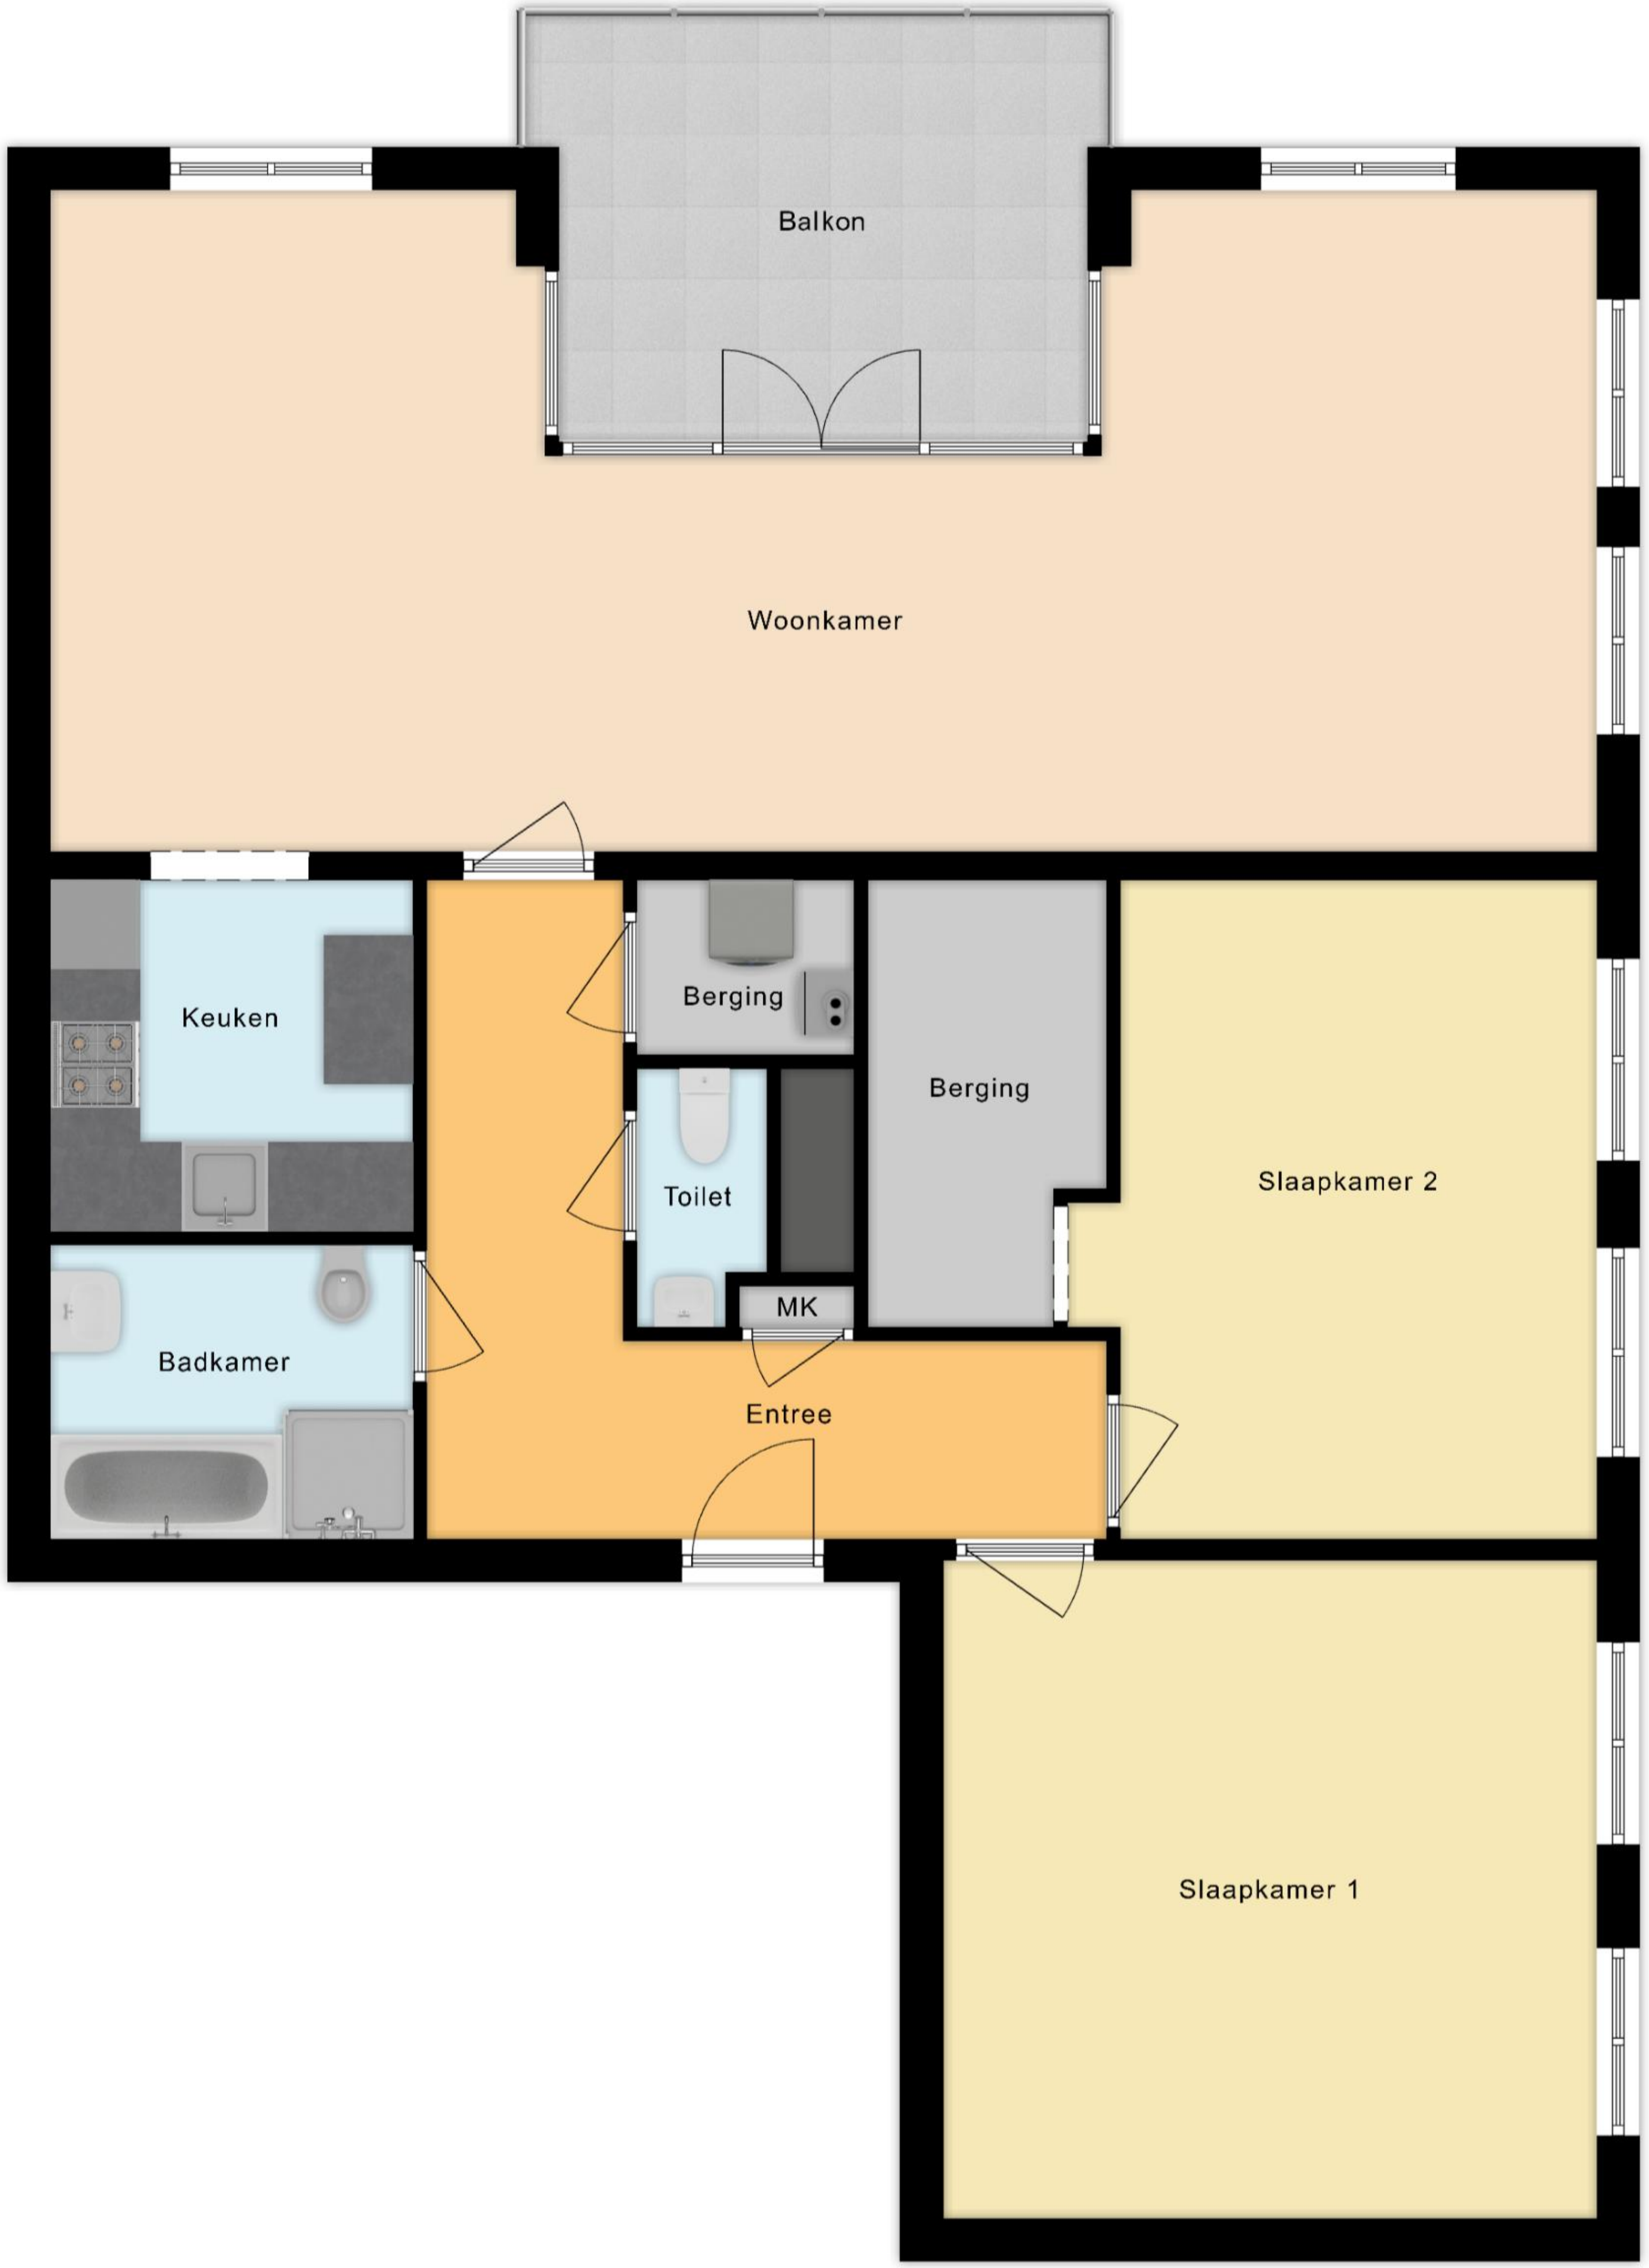 Balkon
Woonkamer
Berging
Keuken
Berging
Slaapkamer 2
Toilet
MK
Badkamer
Entree
Slaapkamer 1